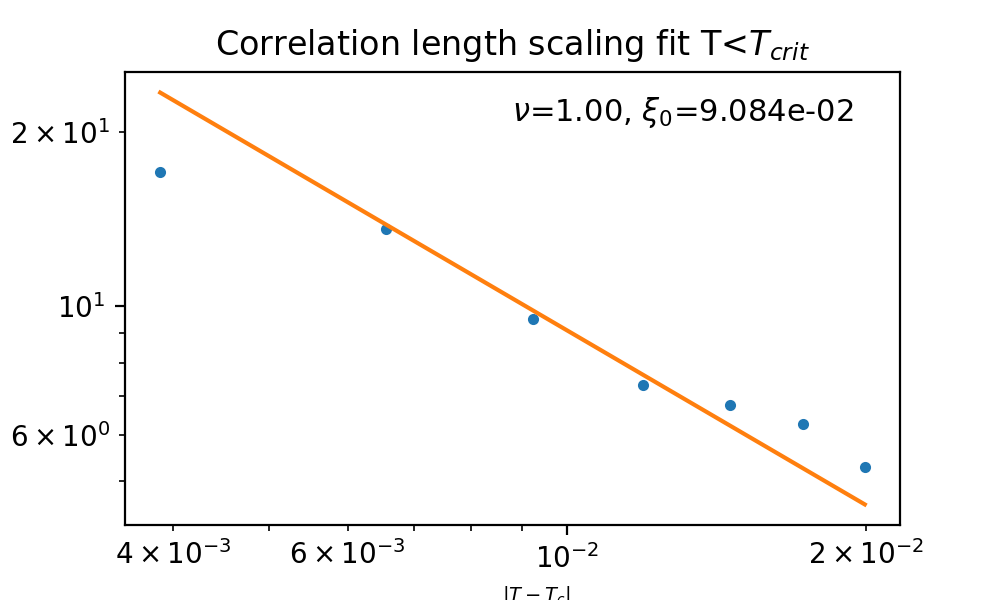 Correlation length scaling fit T<T_crit
ν=1.00, ξ₀=9.084e-02
2 × 10¹
10¹
6 × 10⁰
4 × 10⁻³ 6 × 10⁻³ 10⁻² 2 × 10⁻²
|T − T_c|